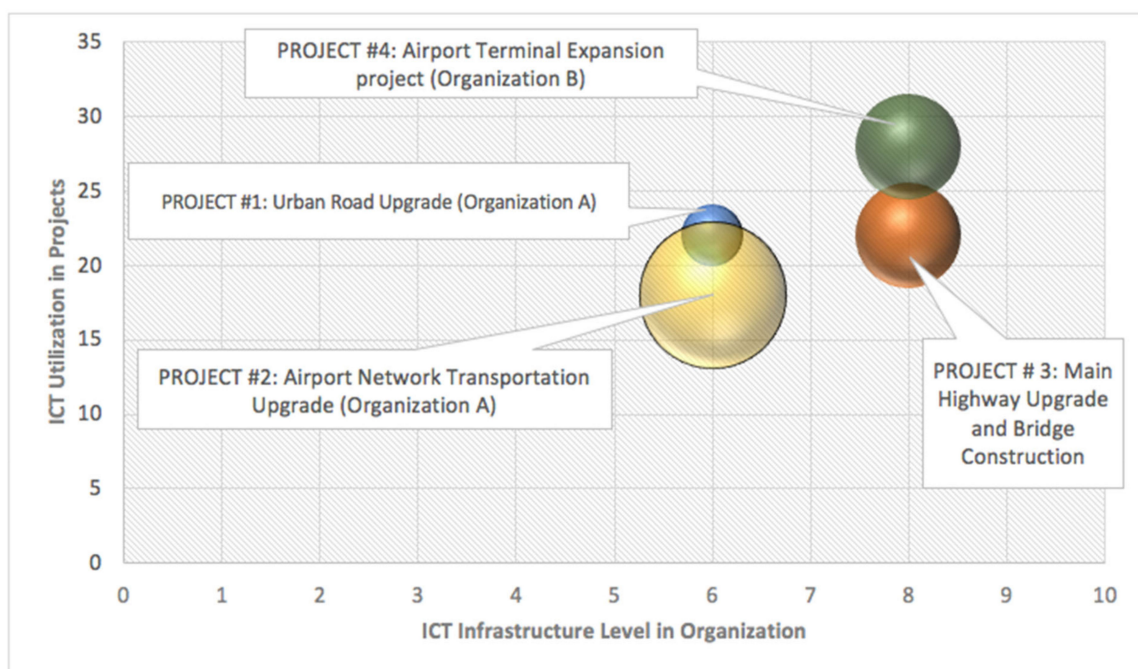 35
30
25
20
15
10
5
0
ICT Utilization in Projects
PROJECT #4: Airport Terminal Expansion
project (Organization B)
PROJECT #1: Urban Road Upgrade (Organization A)
PROJECT #2: Airport Network Transportation
Upgrade (Organization A)
PROJECT # 3: Main
Highway Upgrade
and Bridge
Construction
0 1 2 3 4 5 6 7 8 9 10
ICT Infrastructure Level in Organization